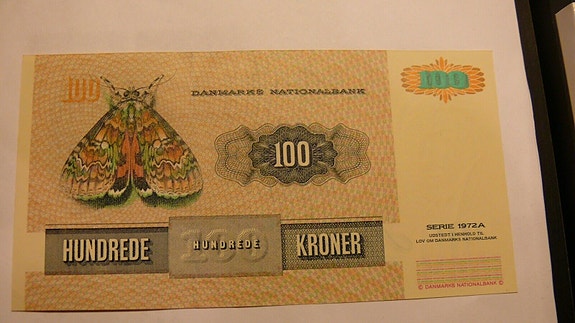 100
DANMARKS NATIONALBANK
100
100
SERIE 1972A
UDSTEDT I HENHOLD TIL
LOV OM DANMARKS NATIONALBANK
HUNDREDE
100
HUNDREDE
KRONER
© DANMARKS NATIONALBANK ©